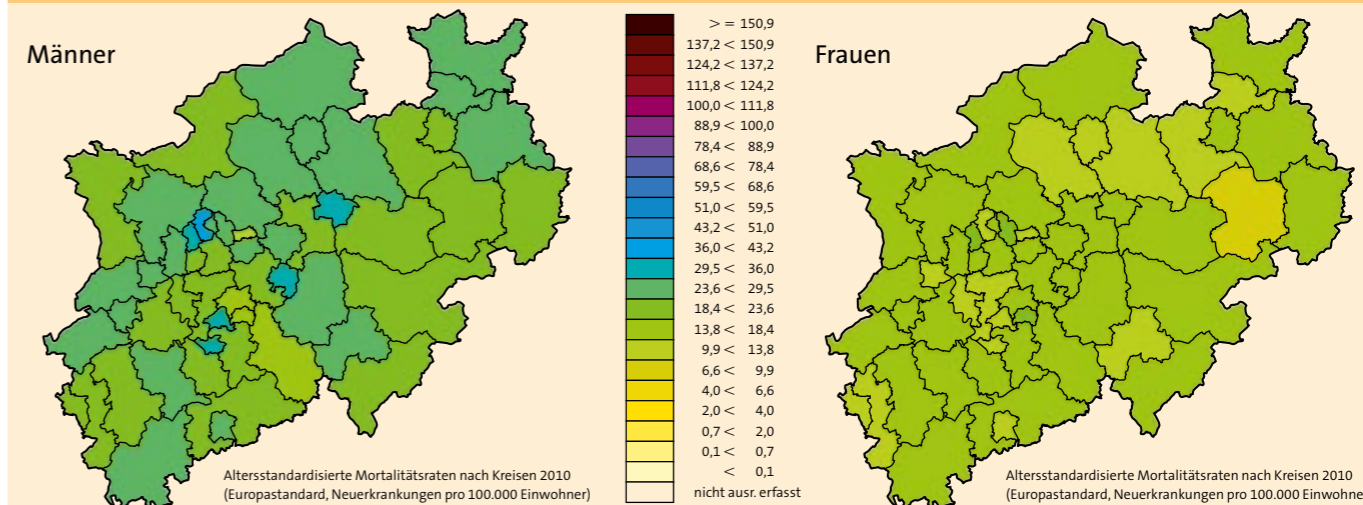 Männer
> = 150,9
137,2 < 150,9
124,2 < 137,2
111,8 < 124,2
100,0 < 111,8
88,9 < 100,0
78,4 < 88,9
68,6 < 78,4
59,5 < 68,6
51,0 < 59,5
43,2 < 51,0
36,0 < 43,2
29,5 < 36,0
23,6 < 29,5
18,4 < 23,6
13,8 < 18,4
9,9 < 13,8
6,6 < 9,9
4,0 < 6,6
2,0 < 4,0
0,7 < 2,0
0,1 < 0,7
< 0,1
nicht ausr. erfasst
Altersstandardisierte Mortalitätsraten nach Kreisen 2010
(Europastandard, Neuerkrankungen pro 100.000 Einwohner)
Frauen
Altersstandardisierte Mortalitätsraten nach Kreisen 2010
(Europastandard, Neuerkrankungen pro 100.000 Einwohne